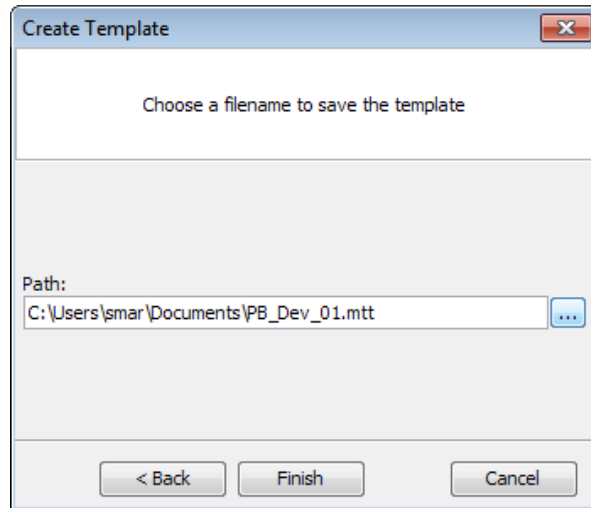 Create Template
Choose a filename to save the template
Path:
C:\Users\smar\Documents\PB_Dev_01.mtt
...
< Back Finish Cancel